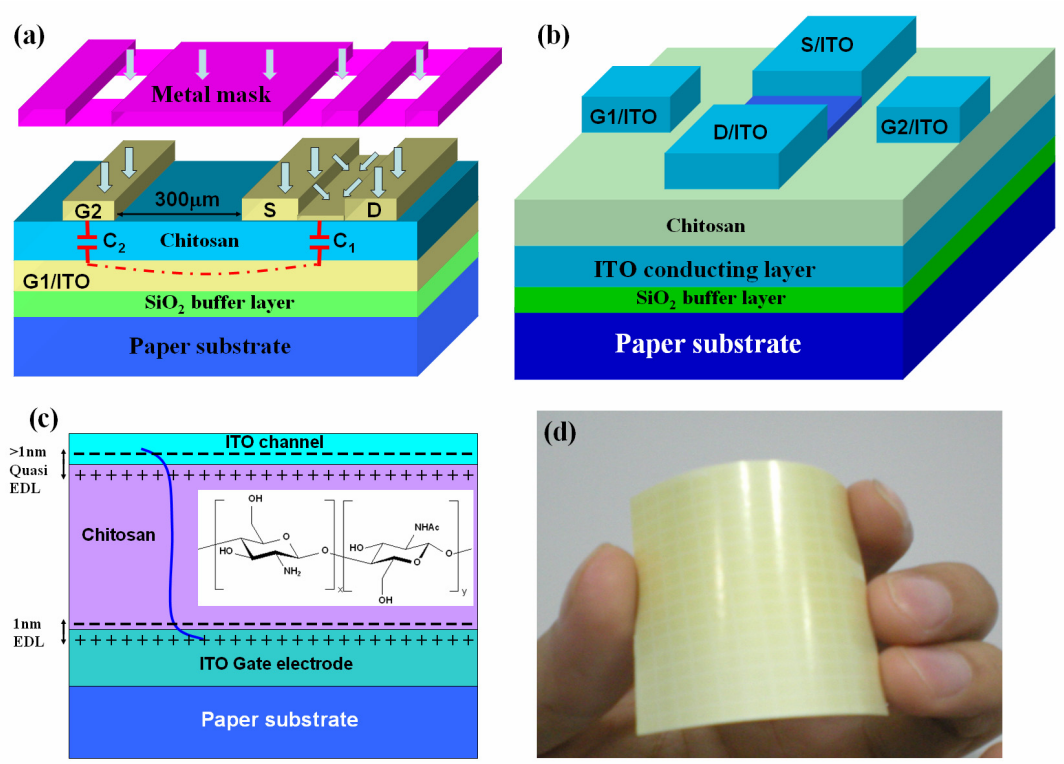 (a)
Metal mask
300μm
G2
S
D
C2
Chitosan
C1
G1/ITO
SiO2 buffer layer
Paper substrate
(b)
S/ITO
G1/ITO
D/ITO
G2/ITO
Chitosan
ITO conducting layer
SiO2 buffer layer
Paper substrate
(c)
ITO channel
>1nm
Quasi
EDL
+ + + + + + + + + + + + + + + + + + + + + + + +
Chitosan
OH
O
HO
NH2
x
O
NHAc
HO
O
O
OH
y
1nm
EDL
+ + + + + + + + + + + + + + + + + + + + + + + +
ITO Gate electrode
Paper substrate
(d)